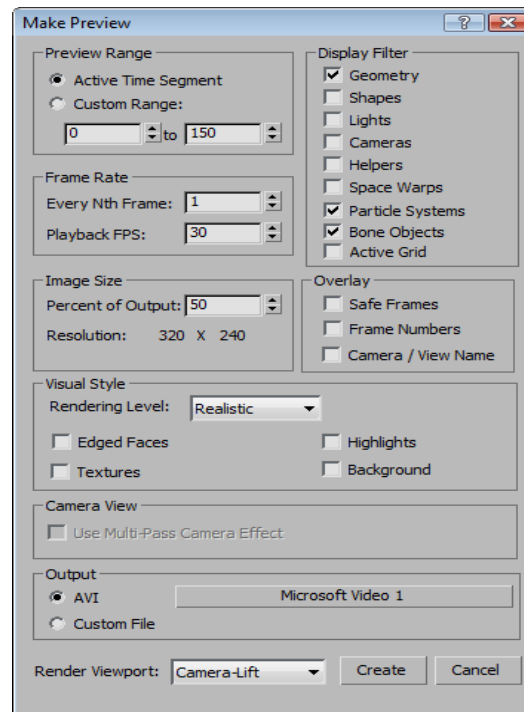 Make Preview
Preview Range
Active Time Segment
Custom Range:
0 to 150
Frame Rate
Every Nth Frame: 1
Playback FPS: 30
Image Size
Percent of Output: 50
Resolution: 320 X 240
Display Filter
Geometry
Shapes
Lights
Cameras
Helpers
Space Warps
Particle Systems
Bone Objects
Active Grid
Overlay
Safe Frames
Frame Numbers
Camera / View Name
Visual Style
Rendering Level: Realistic
Edged Faces
Highlights
Textures
Background
Camera View
Use Multi-Pass Camera Effect
Output
AVI
Microsoft Video 1
Custom File
Render Viewport: Camera-Lift
Create
Cancel